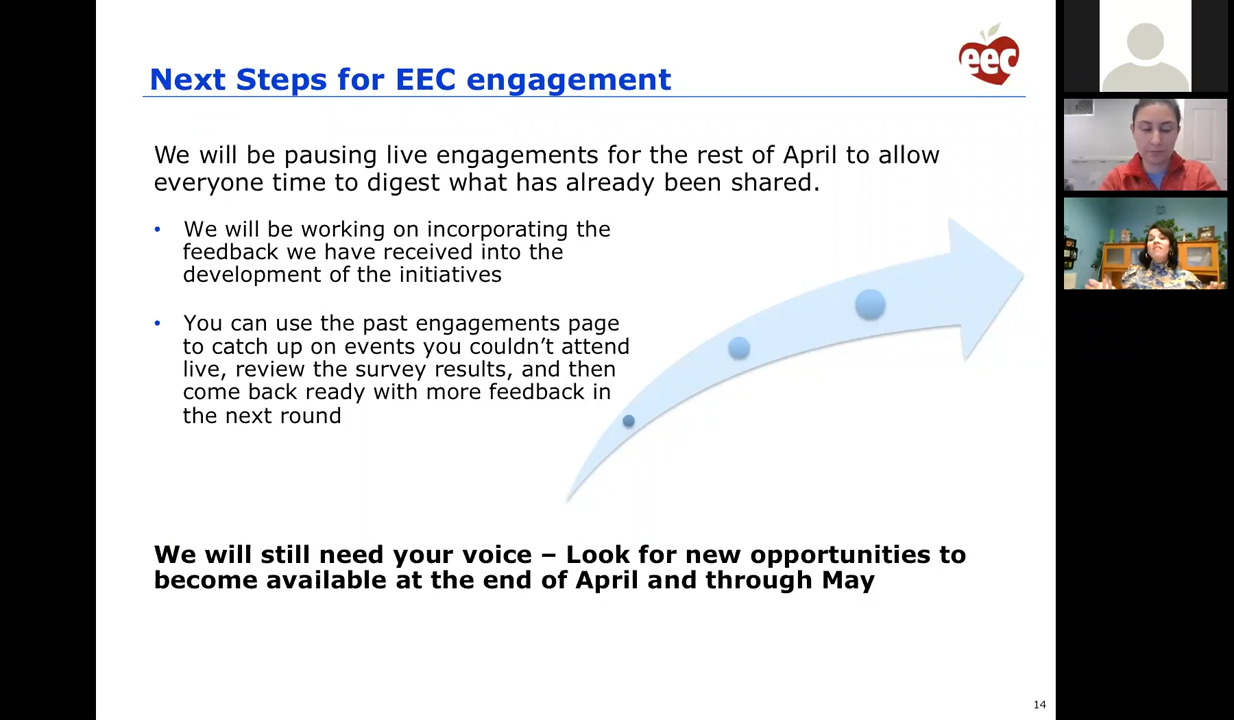 eec
Next Steps for EEC engagement
We will be pausing live engagements for the rest of April to allow
everyone time to digest what has already been shared.
• We will be working on incorporating the
feedback we have received into the
development of the initiatives
• You can use the past engagements page
to catch up on events you couldn’t attend
live, review the survey results, and then
come back ready with more feedback in
the next round
We will still need your voice – Look for new opportunities to
become available at the end of April and through May
14